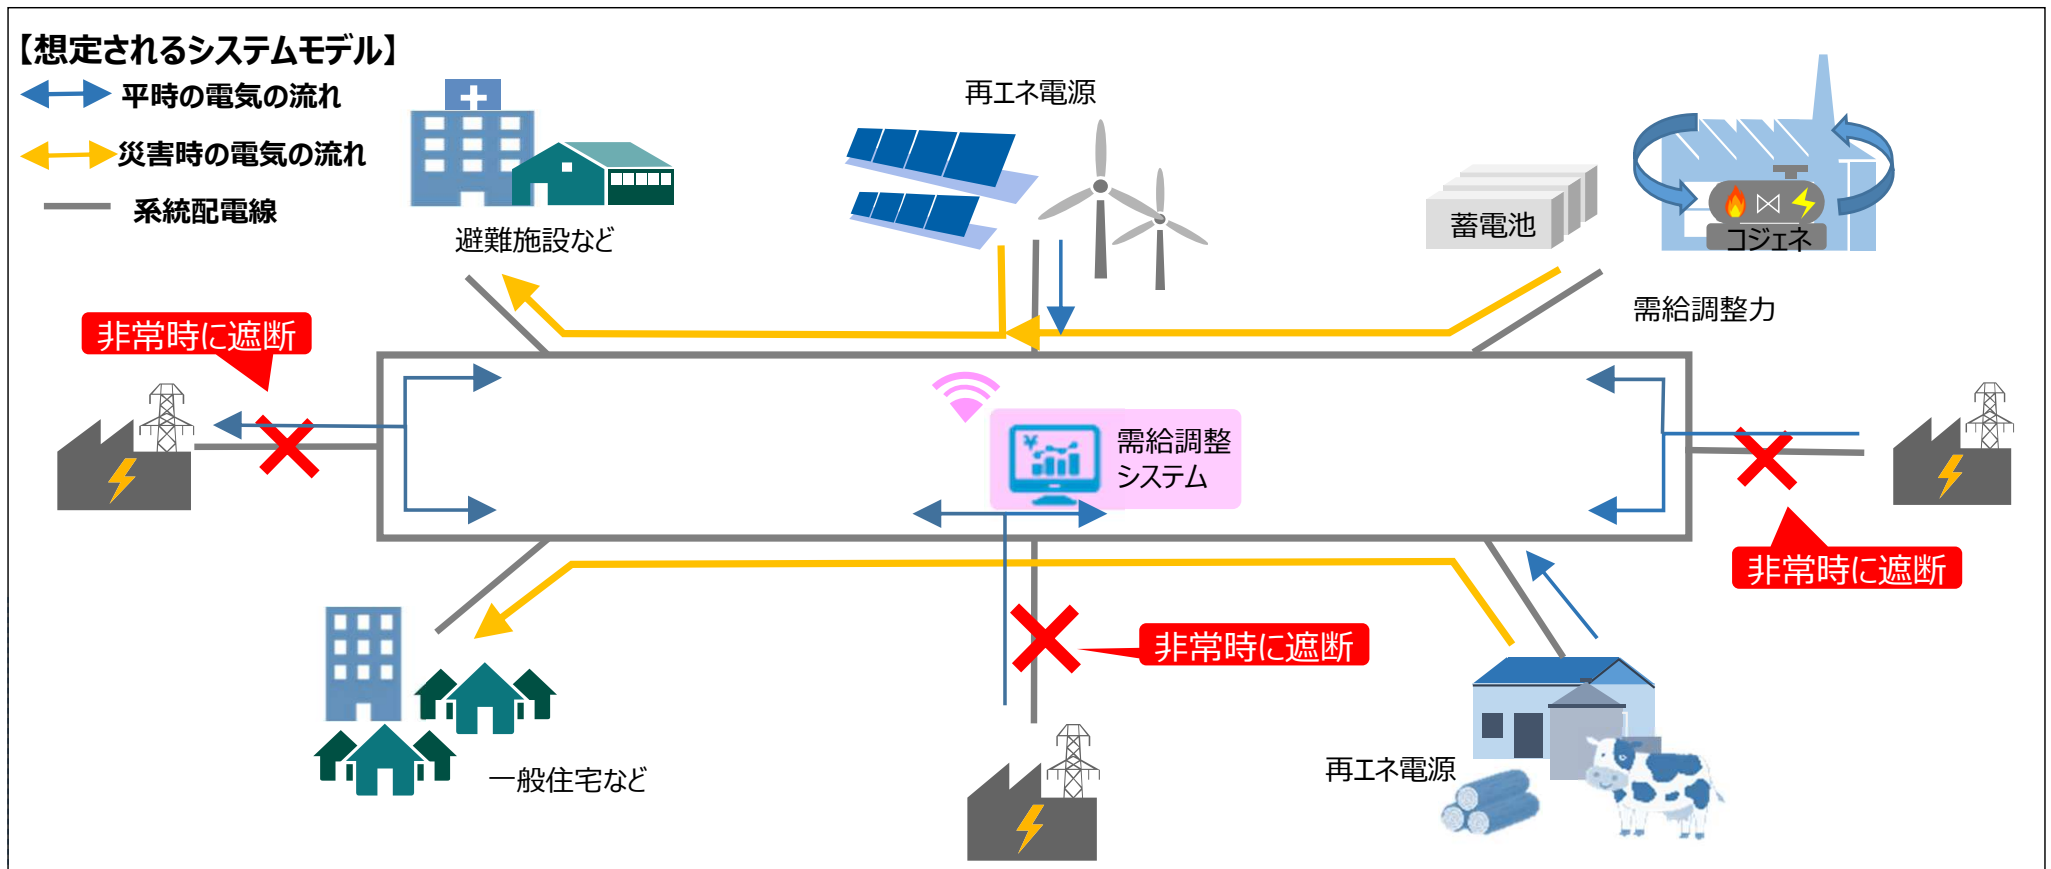 【想定されるシステムモデル】
平時の電気の流れ
災害時の電気の流れ
系統配電線
避難施設など
再エネ電源
蓄電池
コジェネ
需給調整力
非常時に遮断
¥
需給調整
システム
非常時に遮断
非常時に遮断
一般住宅など
再エネ電源